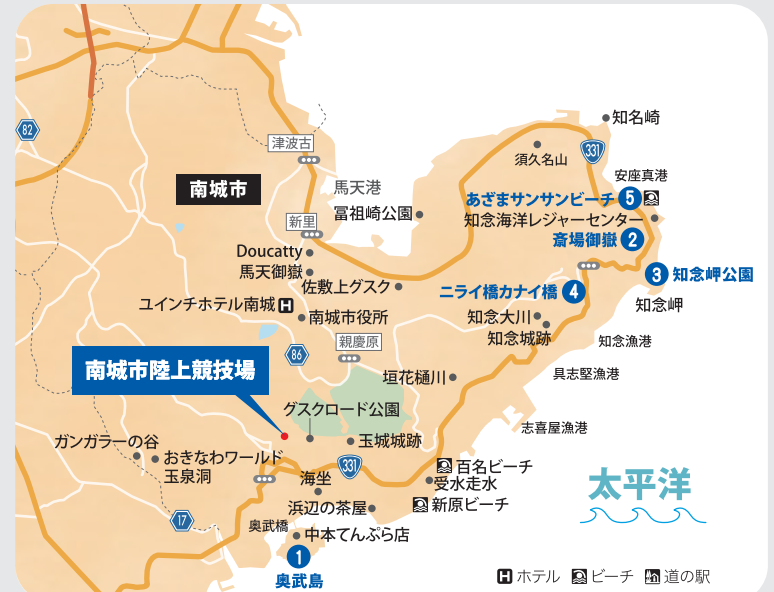 82
津波古
知名崎
331
須久名山
安座真港
南城市
馬天港
あざまサンサンビーチ 5
冨祖崎公園
知念海洋レジャーセンター
新里
斎場御嶽 2
Doucatty
馬天御嶽
3 知念岬公園
佐敷上グスク
ニライ橋カナイ橋 4
ユインチホテル南城 H
知念岬
南城市役所
知念大川
知念城跡
親慶原
知念漁港
86
南城市陸上競技場
垣花樋川
具志堅漁港
グスクロード公園
志喜屋漁港
ガンガラーの谷
玉城城跡
おきなわワールド
玉泉洞
331
百名ビーチ
海坐
受水走水
太平洋
浜辺の茶屋
新原ビーチ
17
奥武橋
中本てんぷら店
1
奥武島
H ホテル ビーチ 道の駅